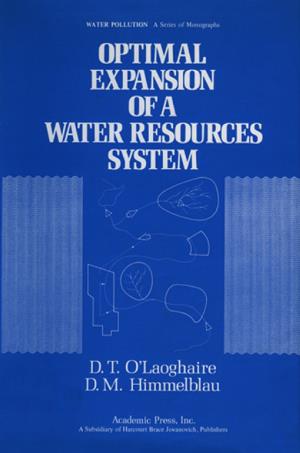 WATER POLLUTION A Series of Monographs
OPTIMAL
EXPANSION
OF A
WATER RESOURCES
SYSTEM
D. T. O'Laoghaire
D. M. Himmelblau
Academic Press, Inc.
A Subsidiary of Harcourt Brace Jovanovich, Publishers